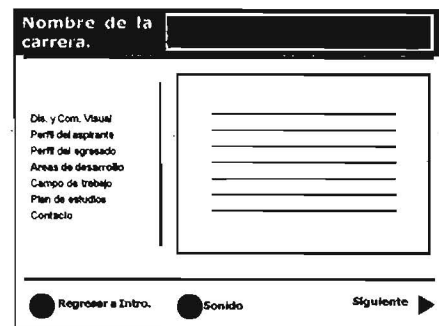 Nombre de la
carrera.
Dis. y Com. Visual
Perfil del aspirante
Perfil del egresado
Areas de desarrollo
Campo de trabajo
Plan de estudios
Contacto
Regresar a Intro.
Sonido
Siguiente